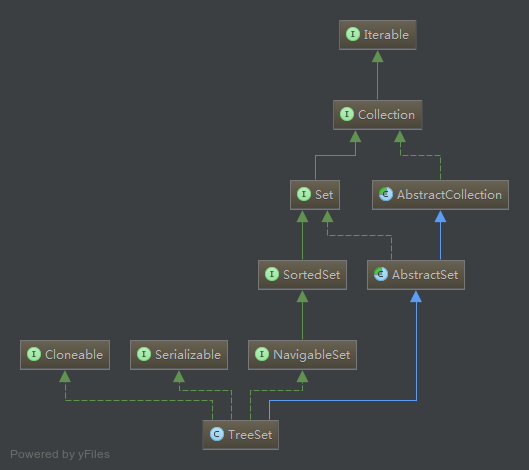 I Iterable
I Collection
I Set
C AbstractCollection
I SortedSet
C AbstractSet
I Cloneable
I Serializable
I NavigableSet
C TreeSet
Powered by yFiles